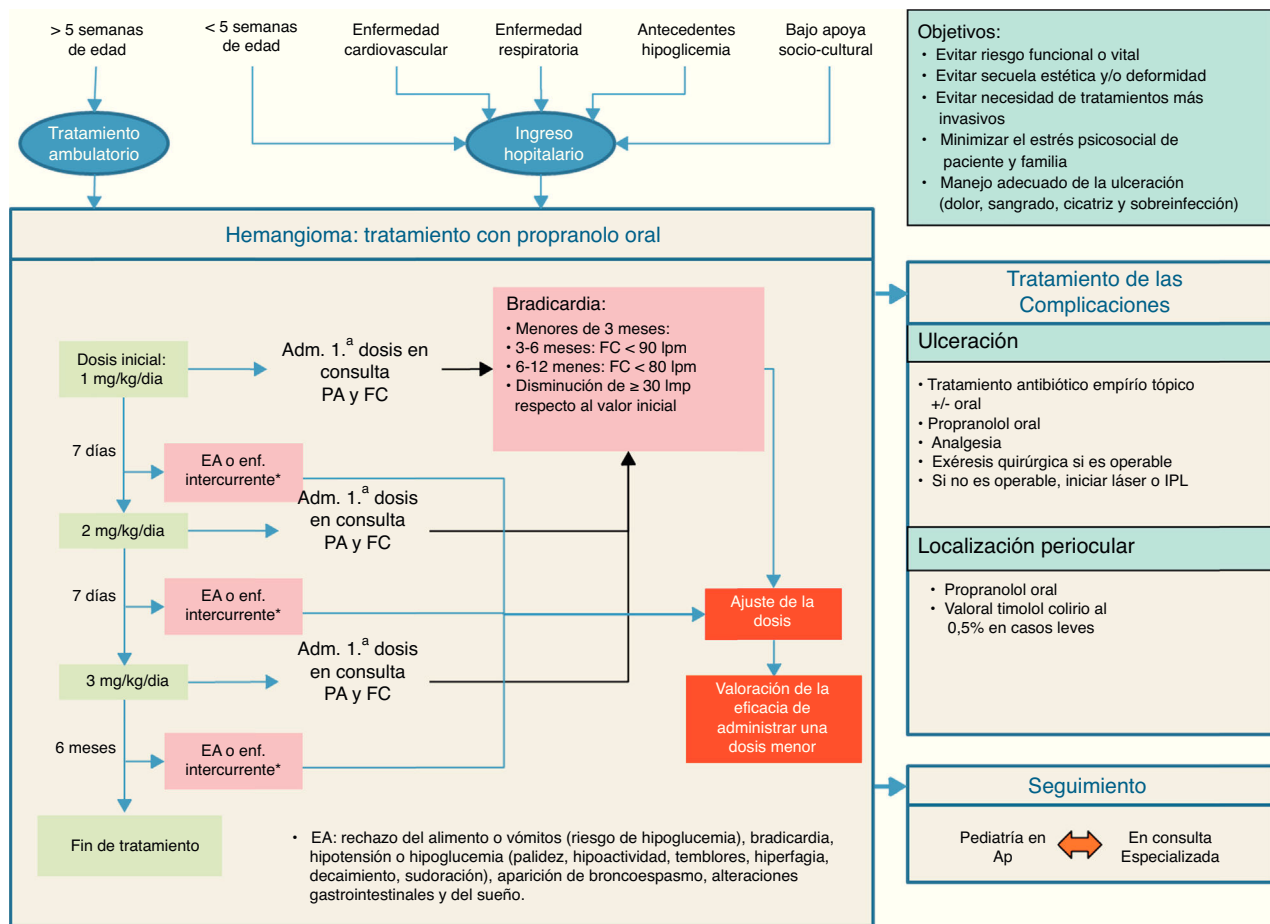 > 5 semanas
de edad
< 5 semanas
de edad
Enfermedad
cardiovascular
Enfermedad
respiratoria
Antecedentes
hipoglicemia
Bajo apoya
socio-cultural
Tratamiento
ambulatorio
Ingreso
hopitalario
Objetivos:
• Evitar riesgo funcional o vital
• Evitar secuela estética y/o deformidad
• Evitar necesidad de tratamientos más
invasivos
• Minimizar el estrés psicosocial de
paciente y familia
• Manejo adecuado de la ulceración
(dolor, sangrado, cicatriz y sobreinfección)
Hemangioma: tratamiento con propranolo oral
Dosis inicial:
1 mg/kg/dia
Adm. 1.ª dosis en
consulta
PA y FC
Bradicardia:
• Menores de 3 meses:
• 3-6 meses: FC < 90 lpm
• 6-12 menes: FC < 80 lpm
• Disminución de ≥ 30 lmp
respecto al valor inicial
7 días
EA o enf.
intercurrente*
2 mg/kg/dia
Adm. 1.ª dosis
en consulta
PA y FC
7 días
EA o enf.
intercurrente*
3 mg/kg/dia
Adm. 1.ª dosis
en consulta
PA y FC
6 meses
EA o enf.
intercurrente*
Fin de tratamiento
Ajuste de la
dosis
Valoración de la
eficacia de
administrar una
dosis menor
• EA: rechazo del alimento o vómitos (riesgo de hipoglucemia), bradicardia,
hipotensión o hipoglucemia (palidez, hipoactividad, temblores, hiperfagia,
decaimiento, sudoración), aparición de broncoespasmo, alteraciones
gastrointestinales y del sueño.
Tratamiento de las
Complicaciones
Ulceración
• Tratamiento antibiótico empírío tópico
+/- oral
• Propranolol oral
• Analgesia
• Exéresis quirúrgica si es operable
• Si no es operable, iniciar láser o IPL
Localización periocular
• Propranolol oral
• Valoral timolol colirio al
0,5% en casos leves
Seguimiento
Pediatría en
Ap
En consulta
Especializada